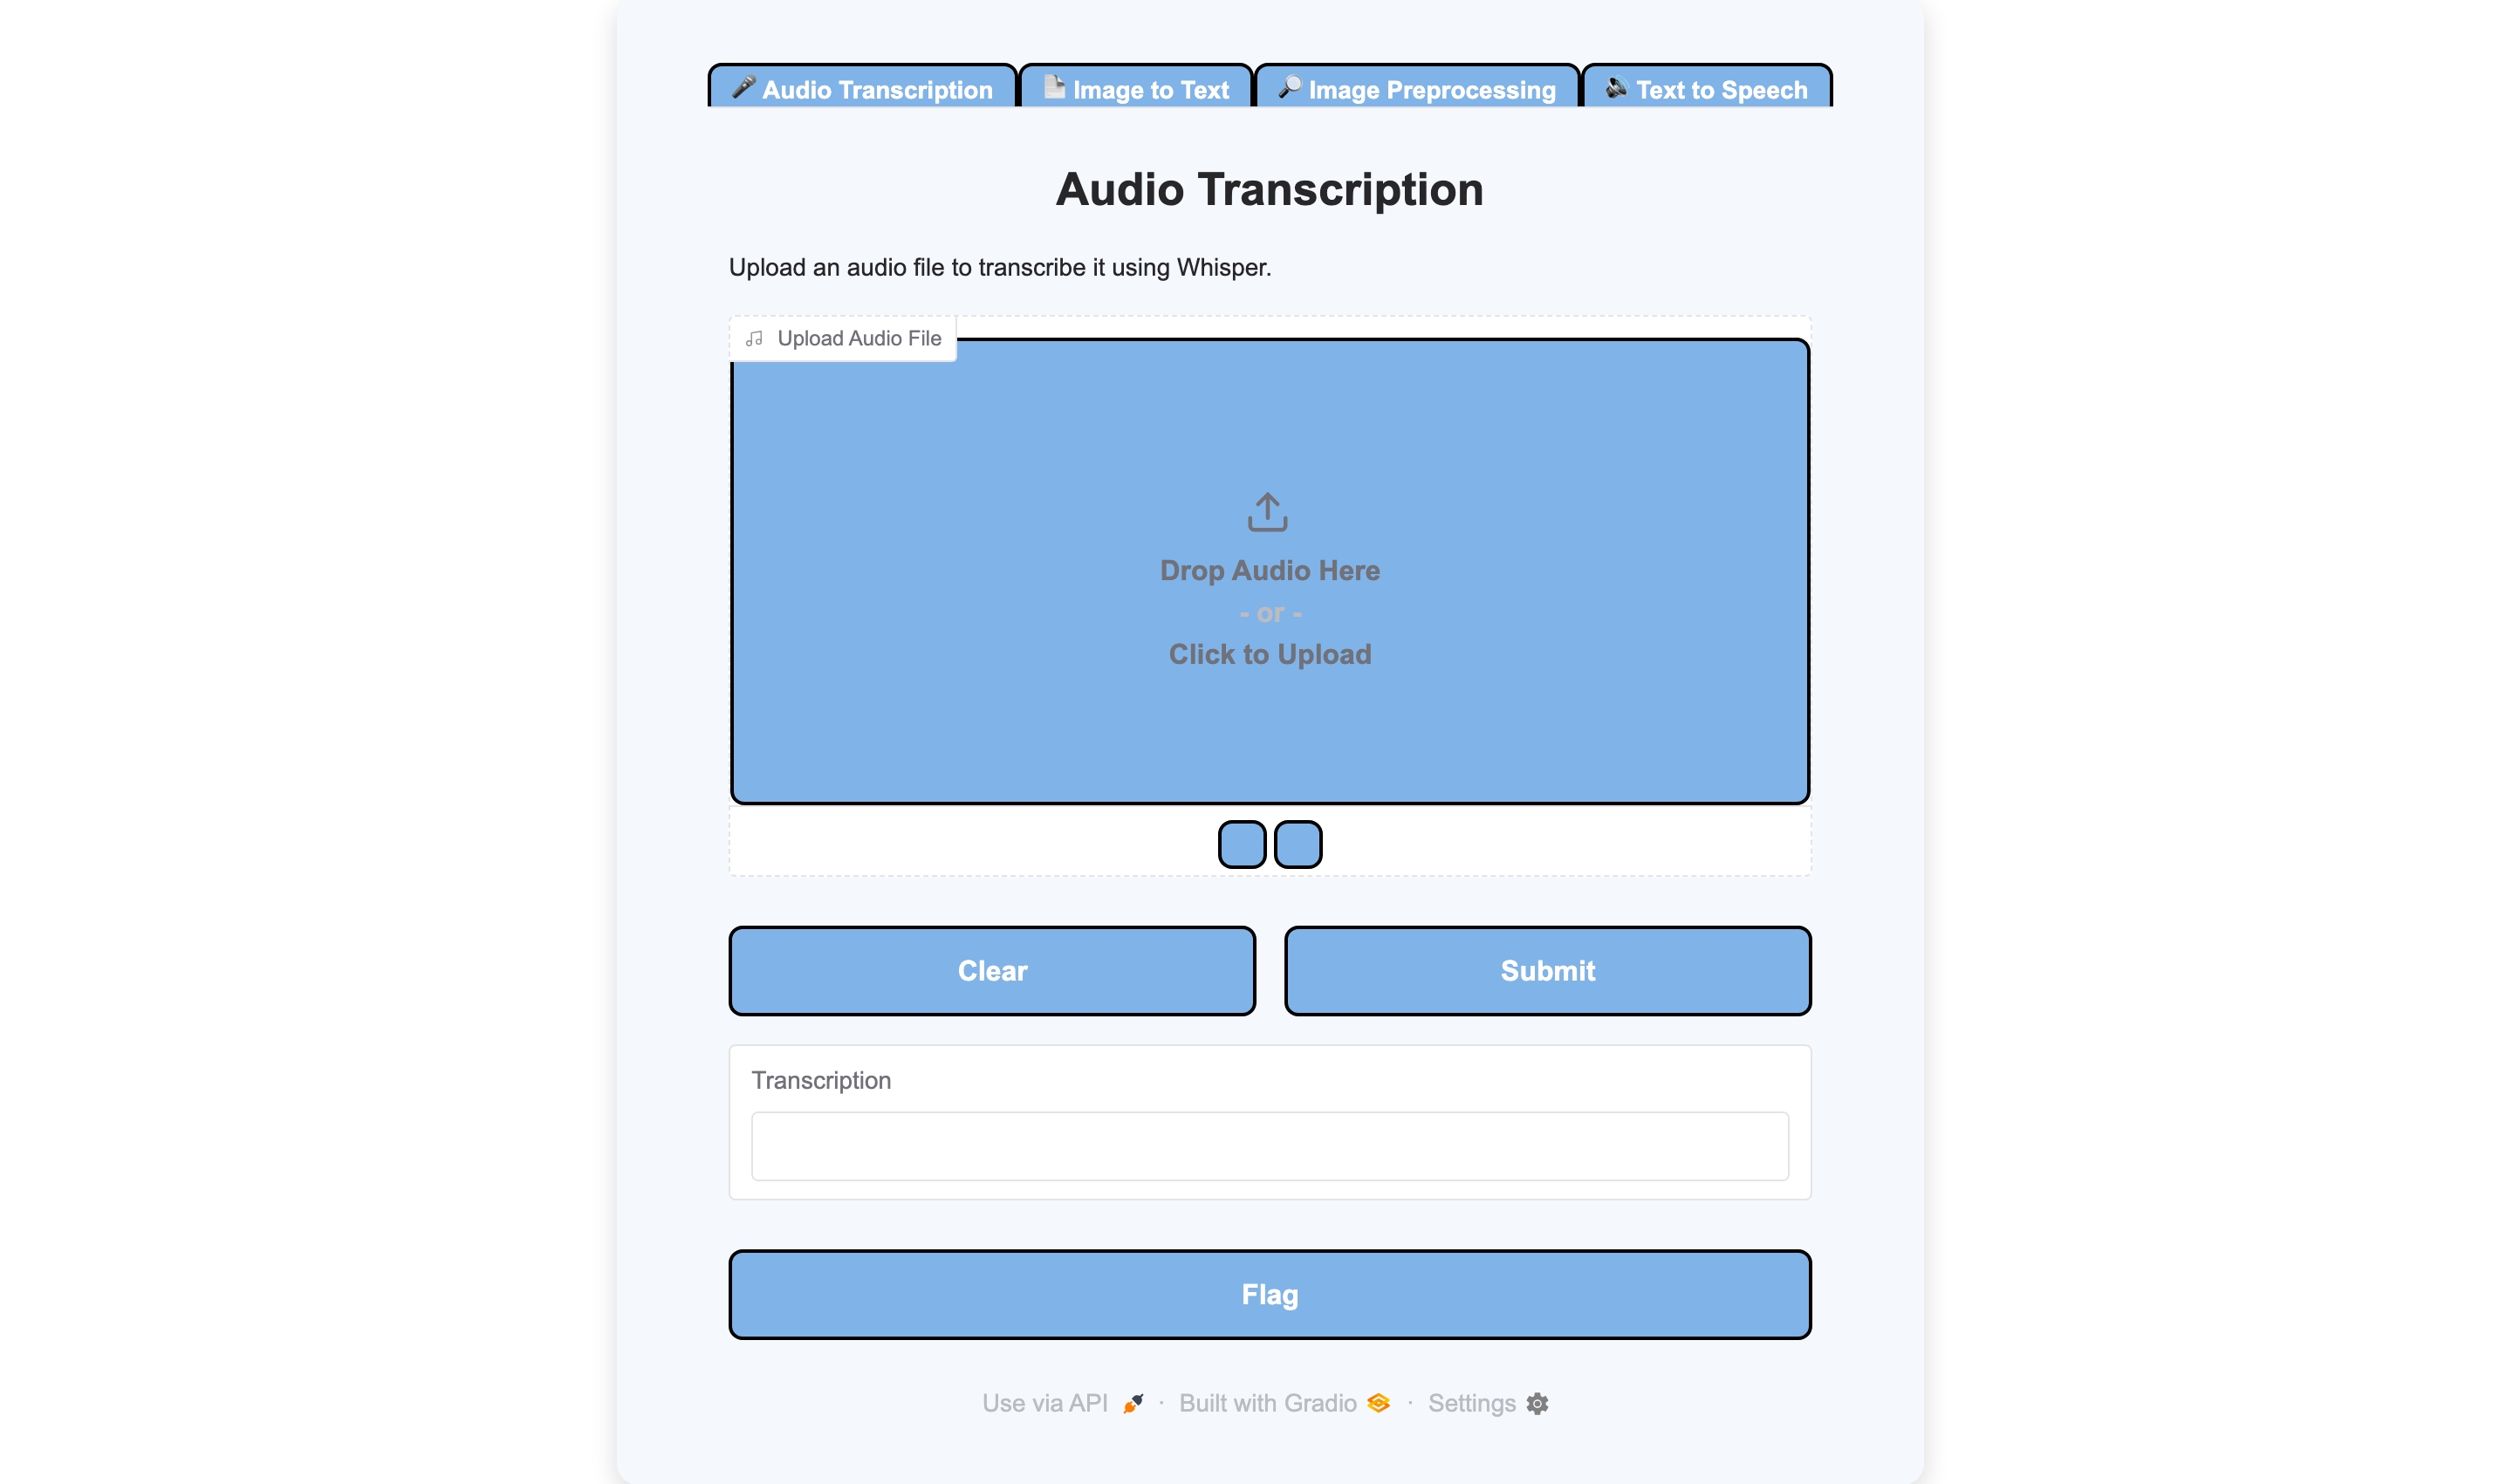 Audio Transcription Image to Text Image Preprocessing Text to Speech
Audio Transcription
Upload an audio file to transcribe it using Whisper.
Upload Audio File
Drop Audio Here
- or -
Click to Upload
Clear Submit
Transcription
Flag
Use via API · Built with Gradio · Settings